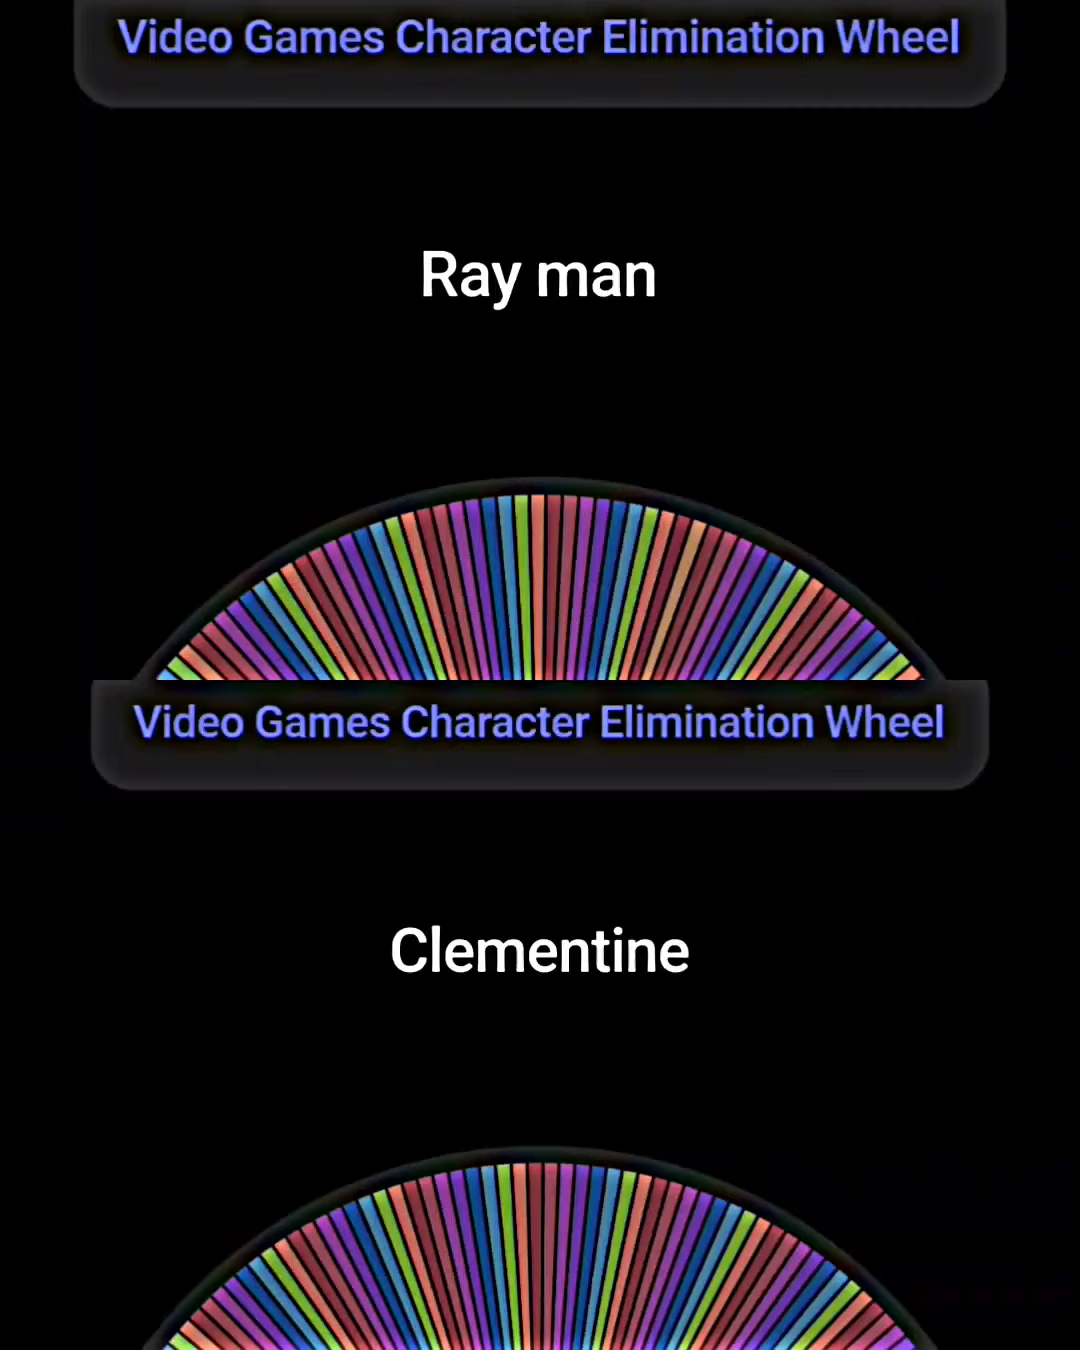 Video Games Character Elimination Wheel
Ray man
Video Games Character Elimination Wheel
Clementine